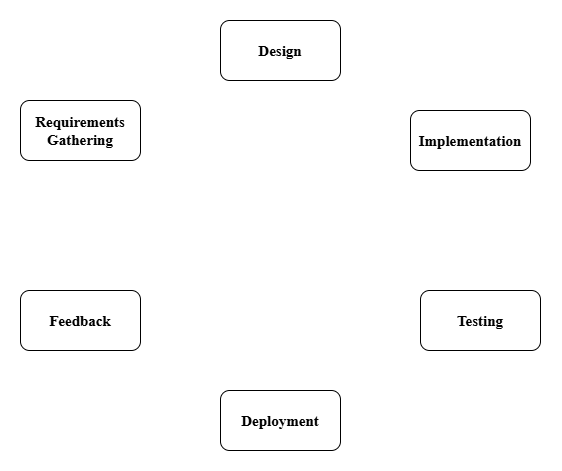 Design
Requirements
Gathering
Implementation
Feedback
Testing
Deployment